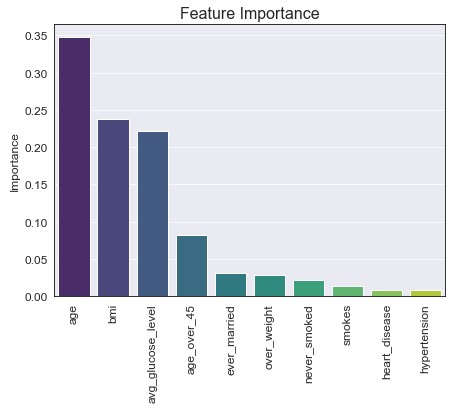 Feature Importance
Importance
0.35
0.30
0.25
0.20
0.15
0.10
0.05
0.00
age
bmi
avg_glucose_level
age_over_45
ever_married
over_weight
never_smoked
smokes
heart_disease
hypertension